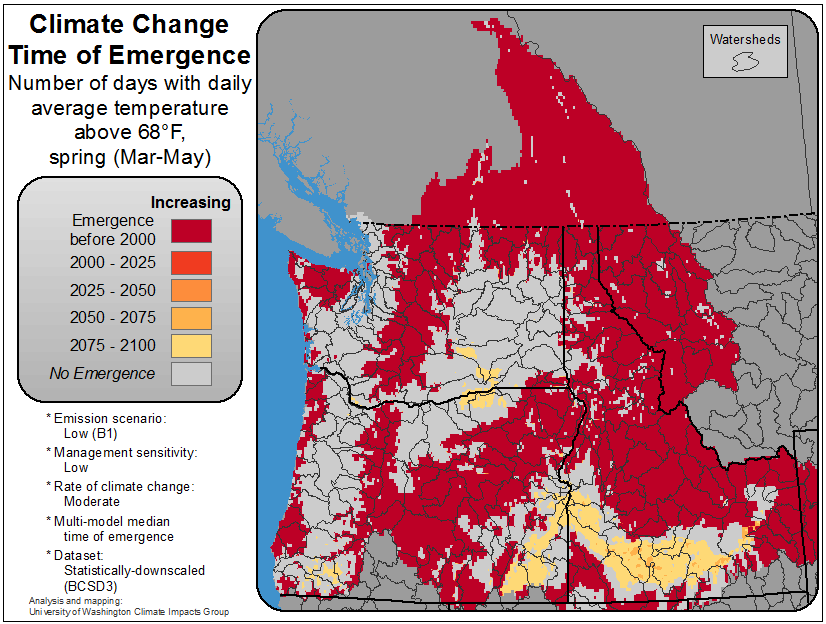 Climate Change
Time of Emergence
Number of days with daily
average temperature
above 68°F,
spring (Mar-May)
Increasing
Emergence
before 2000
2000 - 2025
2025 - 2050
2050 - 2075
2075 - 2100
No Emergence
* Emission scenario:
Low (B1)
* Management sensitivity:
Low
* Rate of climate change:
Moderate
* Multi-model median
time of emergence
* Dataset:
Statistically-downscaled
(BCSD3)
Analysis and mapping:
University of Washington Climate Impacts Group
Watersheds